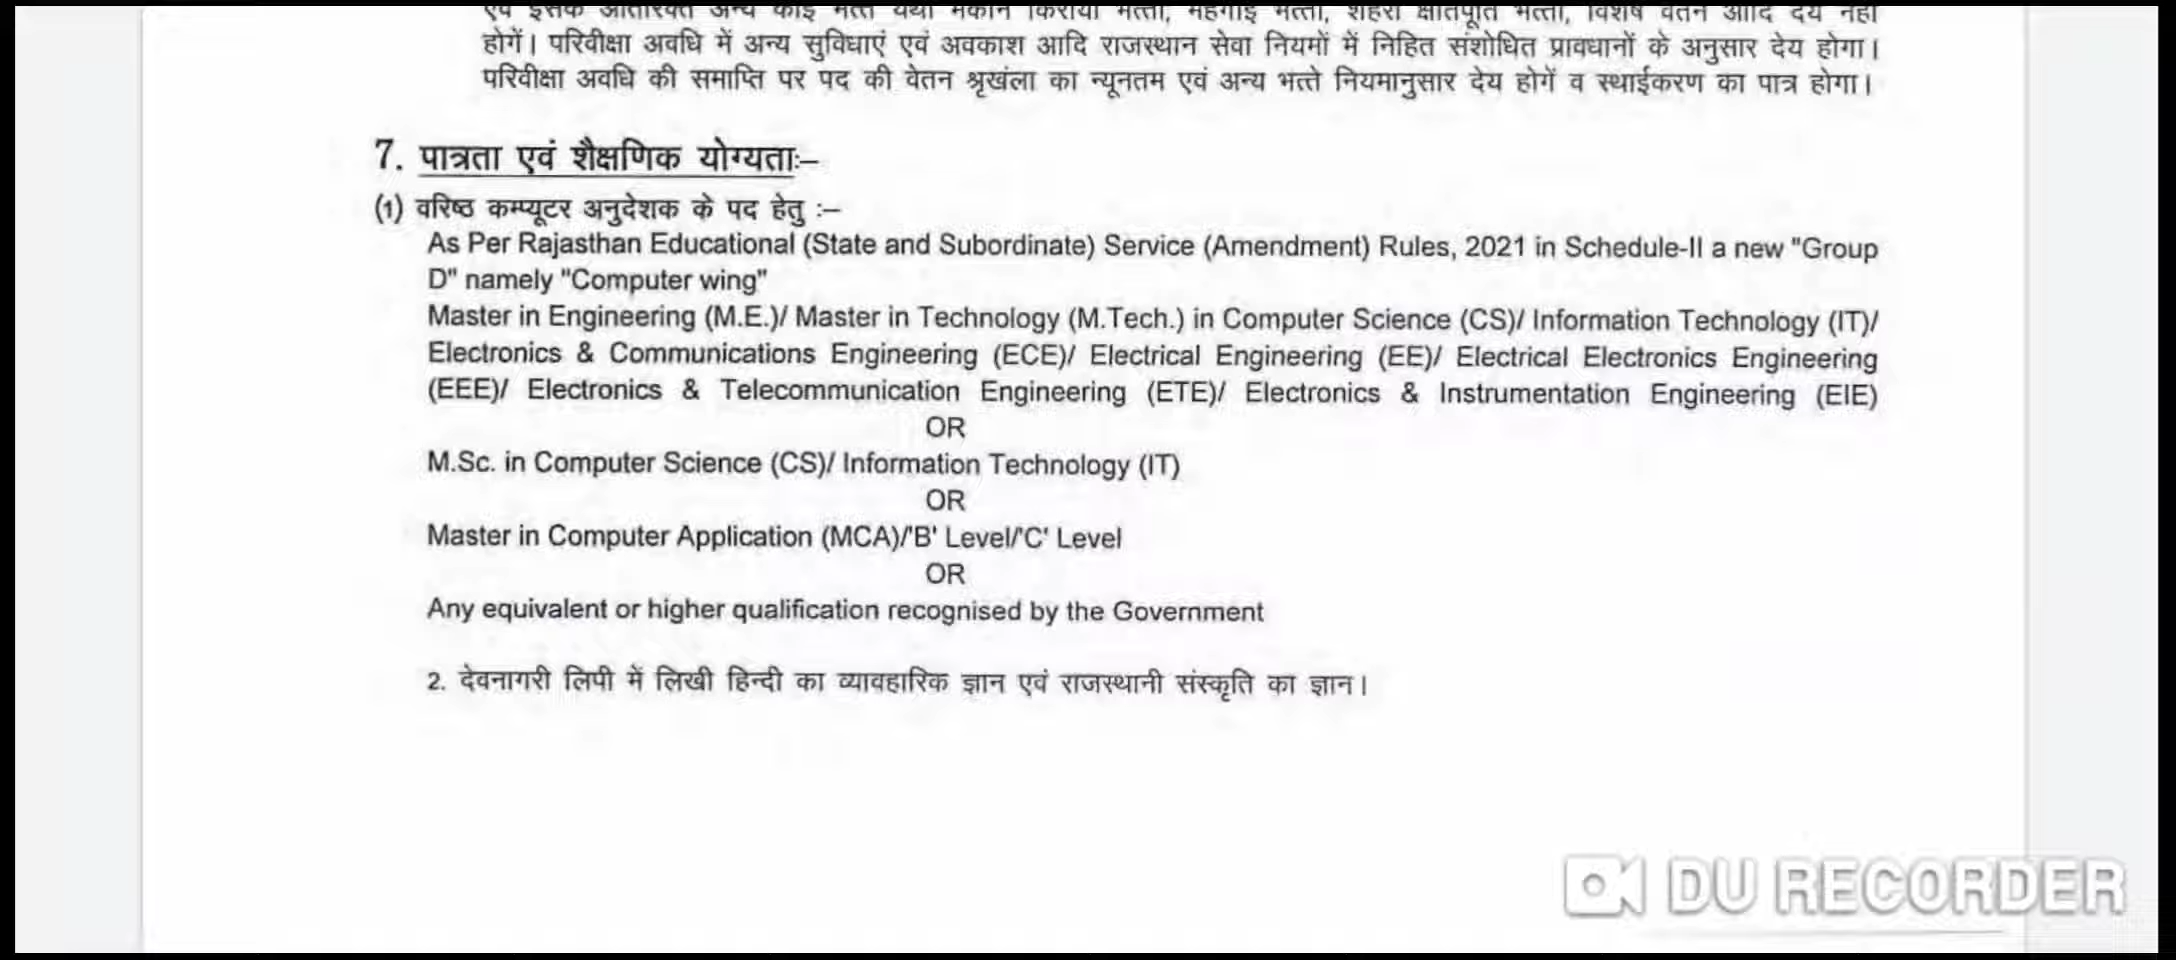 एवं इसके अतिरिक्त अन्य कोई भत्ते यथा मकान किराया भत्ता, मंहगाई भत्ता, शहरी क्षतिपूर्ति भत्ता, विशेष वेतन आदि देय नहीं
होगें। परिवीक्षा अवधि में अन्य सुविधाएं एवं अवकाश आदि राजस्थान सेवा नियमों में निहित संशोधित प्रावधानों के अनुसार देय होगा।
परिवीक्षा अवधि की समाप्ति पर पद की वेतन श्रृखंला का न्यूनतम एवं अन्य भत्ते नियमानुसार देय होगें व स्थाईकरण का पात्र होगा।
7. पात्रता एवं शैक्षणिक योग्यताः–
(1) वरिष्ठ कम्प्यूटर अनुदेशक के पद हेतु :–
As Per Rajasthan Educational (State and Subordinate) Service (Amendment) Rules, 2021 in Schedule-II a new "Group
D" namely "Computer wing"
Master in Engineering (M.E.)/ Master in Technology (M.Tech.) in Computer Science (CS)/ Information Technology (IT)/
Electronics & Communications Engineering (ECE)/ Electrical Engineering (EE)/ Electrical Electronics Engineering
(EEE)/ Electronics & Telecommunication Engineering (ETE)/ Electronics & Instrumentation Engineering (EIE)
OR
M.Sc. in Computer Science (CS)/ Information Technology (IT)
OR
Master in Computer Application (MCA)/'B' Level/'C' Level
OR
Any equivalent or higher qualification recognised by the Government
2. देवनागरी लिपी में लिखी हिन्दी का व्यावहारिक ज्ञान एवं राजस्थानी संस्कृति का ज्ञान।
DU RECORDER